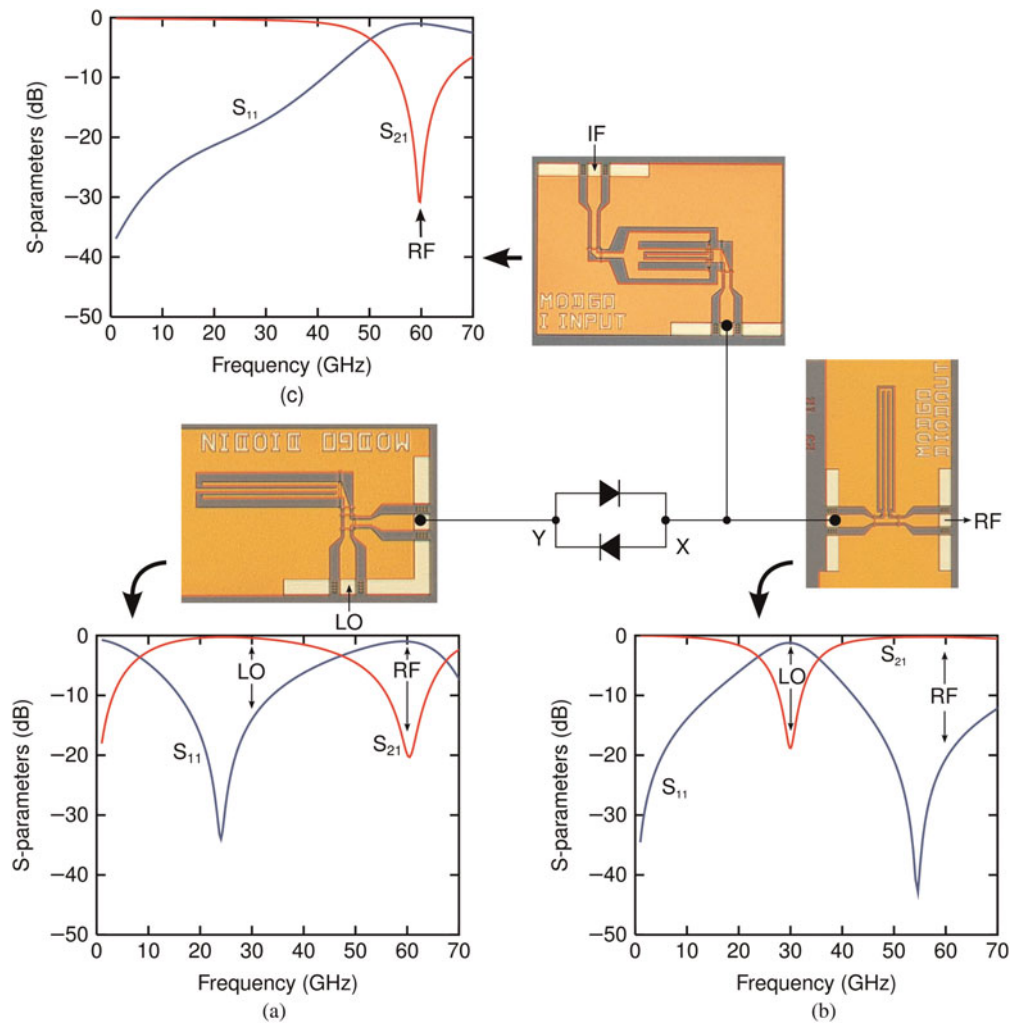 0
−10
−20
−30
−40
−50
S-parameters (dB)
S11
S21
RF
0 10 20 30 40 50 60 70
Frequency (GHz)
(c)
IF
MODGD
I INPUT
MODGD
DIODOUT
RF
MODGD DIODIN
LO
Y
X
0
−10
−20
−30
−40
−50
S-parameters (dB)
LO
RF
S11
S21
0 10 20 30 40 50 60 70
Frequency (GHz)
(a)
0
−10
−20
−30
−40
−50
S-parameters (dB)
LO
S21
RF
S11
0 10 20 30 40 50 60 70
Frequency (GHz)
(b)